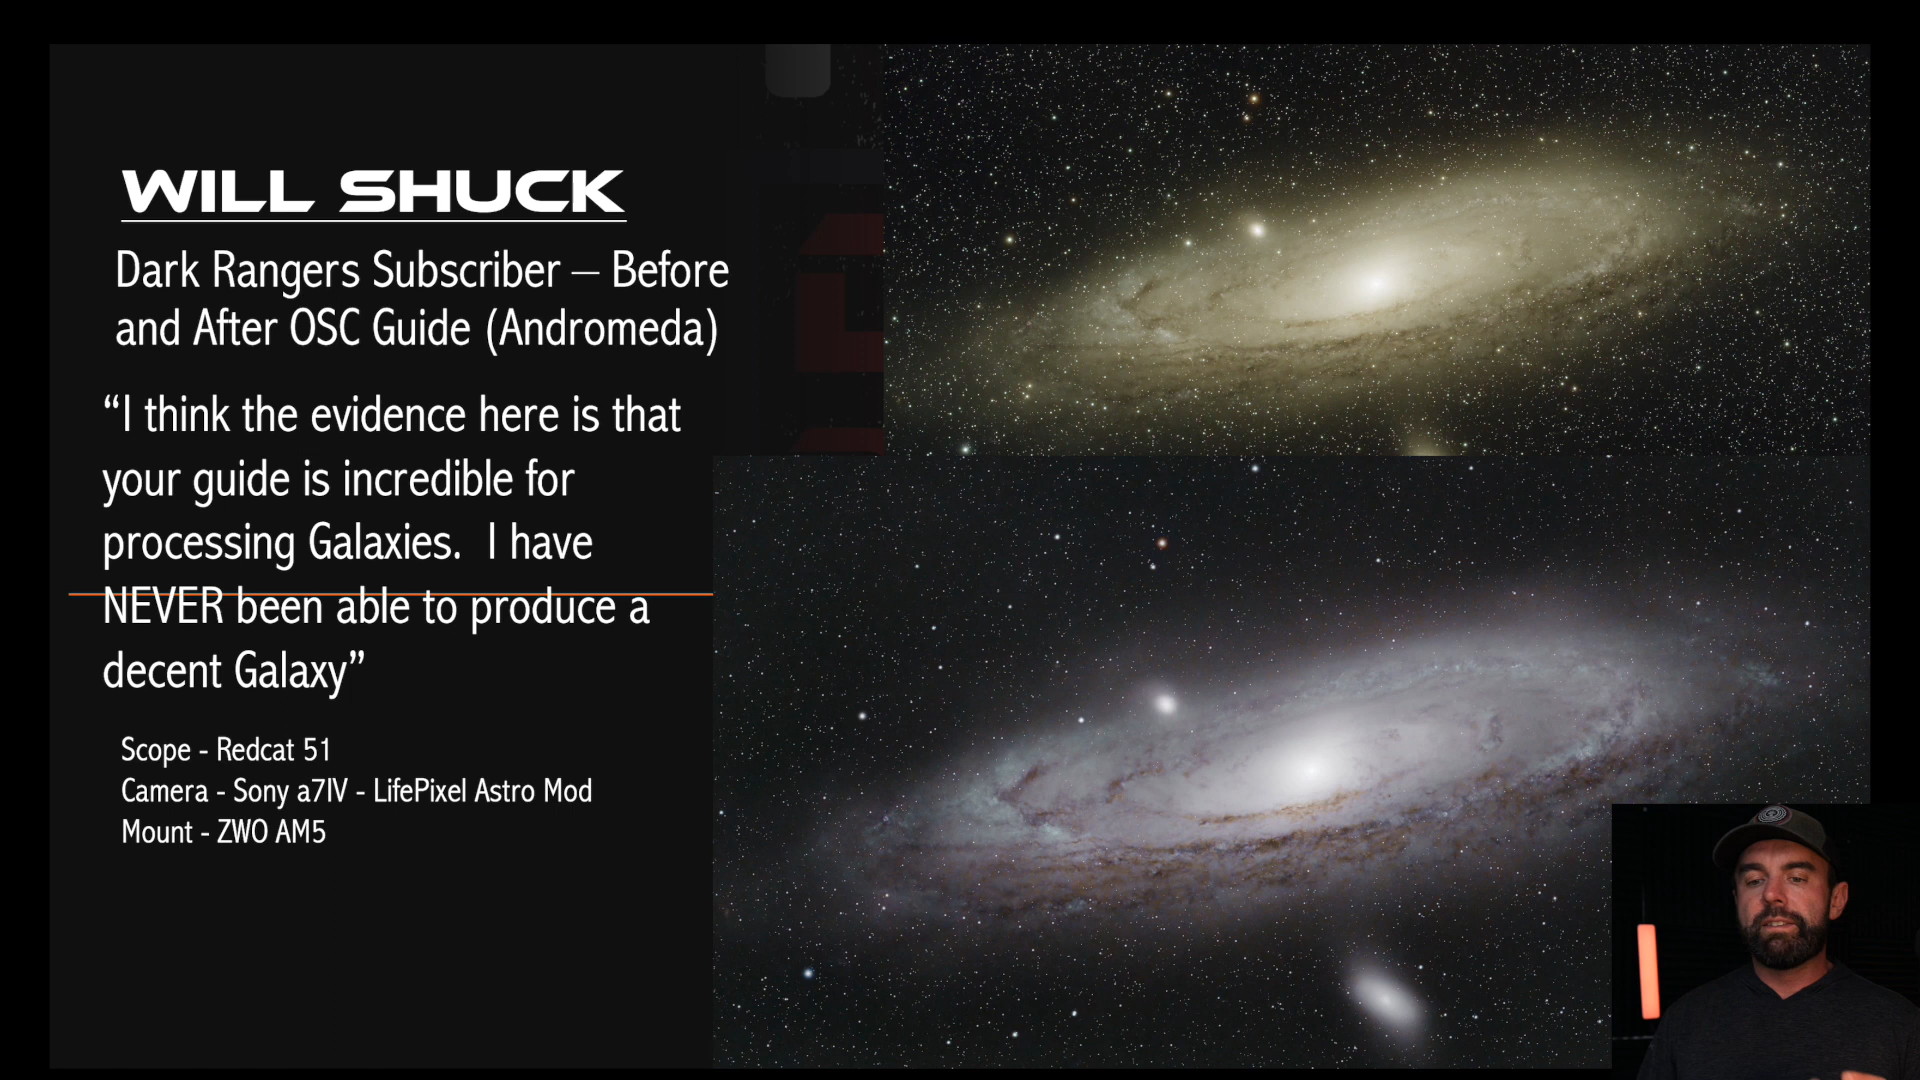 WILL SHUCK
Dark Rangers Subscriber – Before
and After OSC Guide (Andromeda)
“I think the evidence here is that
your guide is incredible for
processing Galaxies.  I have
NEVER been able to produce a
decent Galaxy”
Scope - Redcat 51
Camera - Sony a7IV - LifePixel Astro Mod
Mount - ZWO AM5